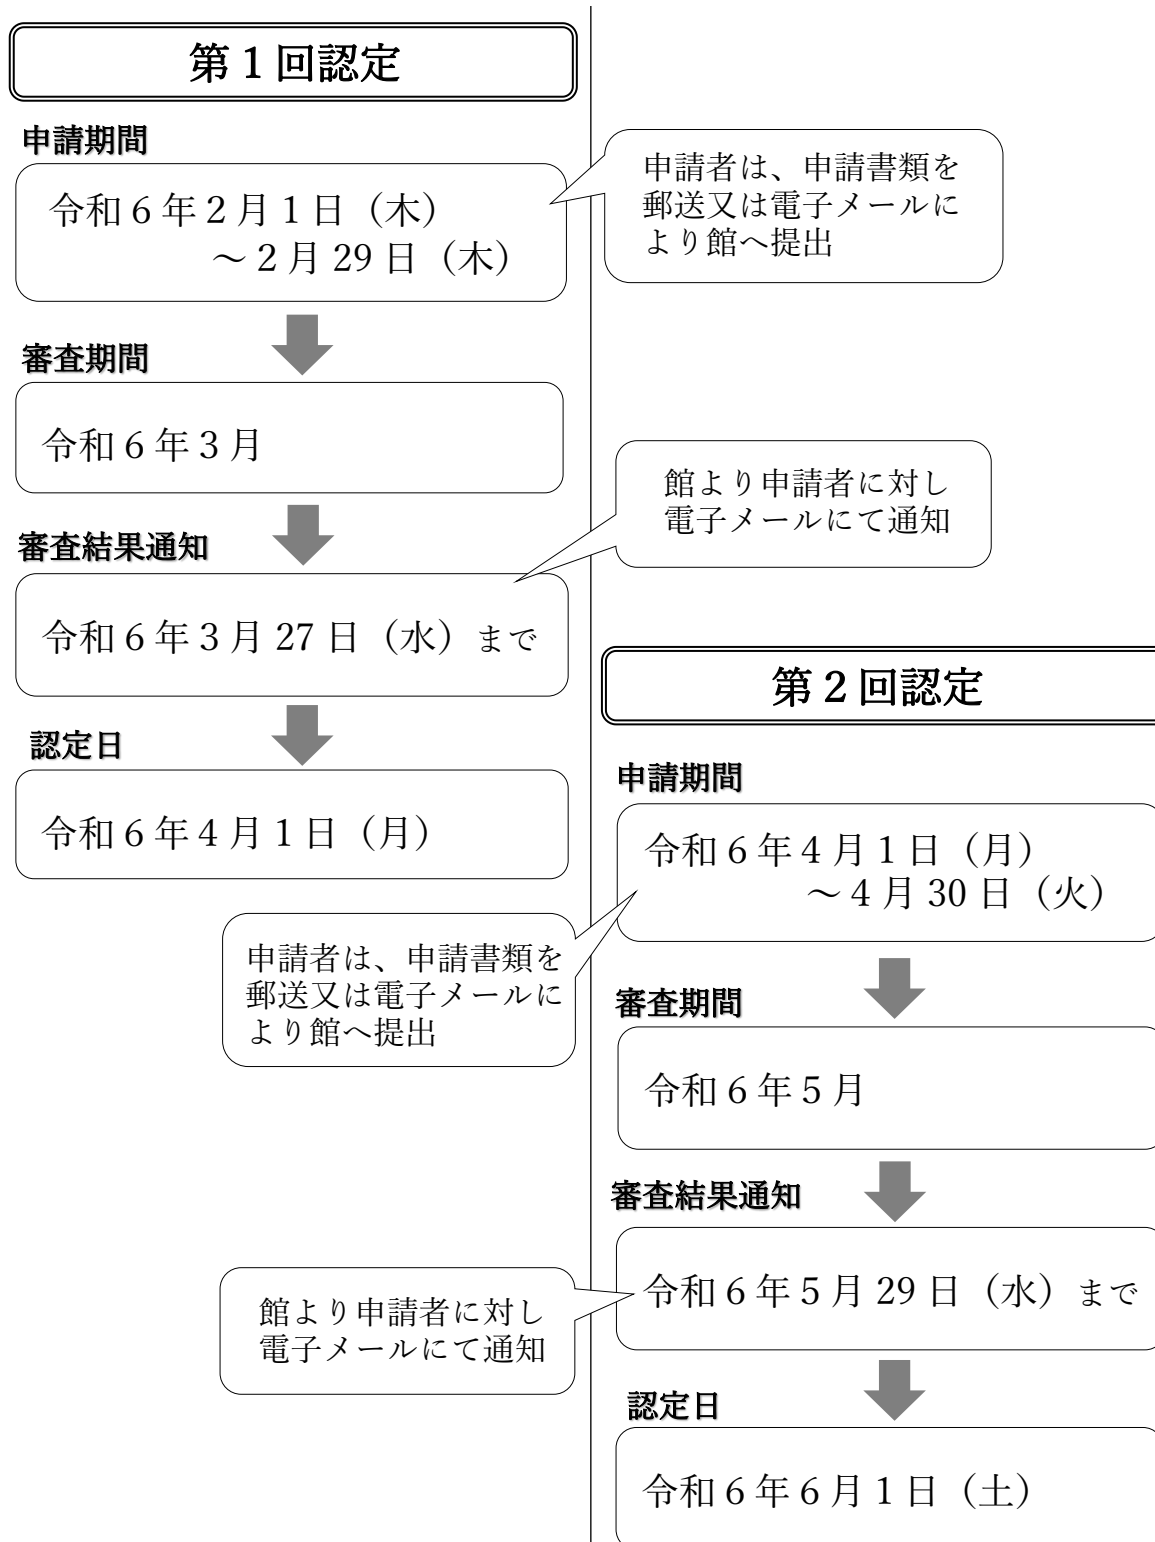 第１回認定
申請期間
令和６年２月１日（木）
～２月 29 日（木）
申請者は、申請書類を
郵送又は電子メールに
より館へ提出
審査期間
令和６年３月
審査結果通知
館より申請者に対し
電子メールにて通知
令和６年３月 27 日（水）まで
認定日
令和６年４月１日（月）
第２回認定
申請期間
令和６年４月１日（月）
～４月 30 日（火）
申請者は、申請書類を
郵送又は電子メールに
より館へ提出
審査期間
令和６年５月
審査結果通知
令和６年５月 29 日（水）まで
館より申請者に対し
電子メールにて通知
認定日
令和６年６月１日（土）